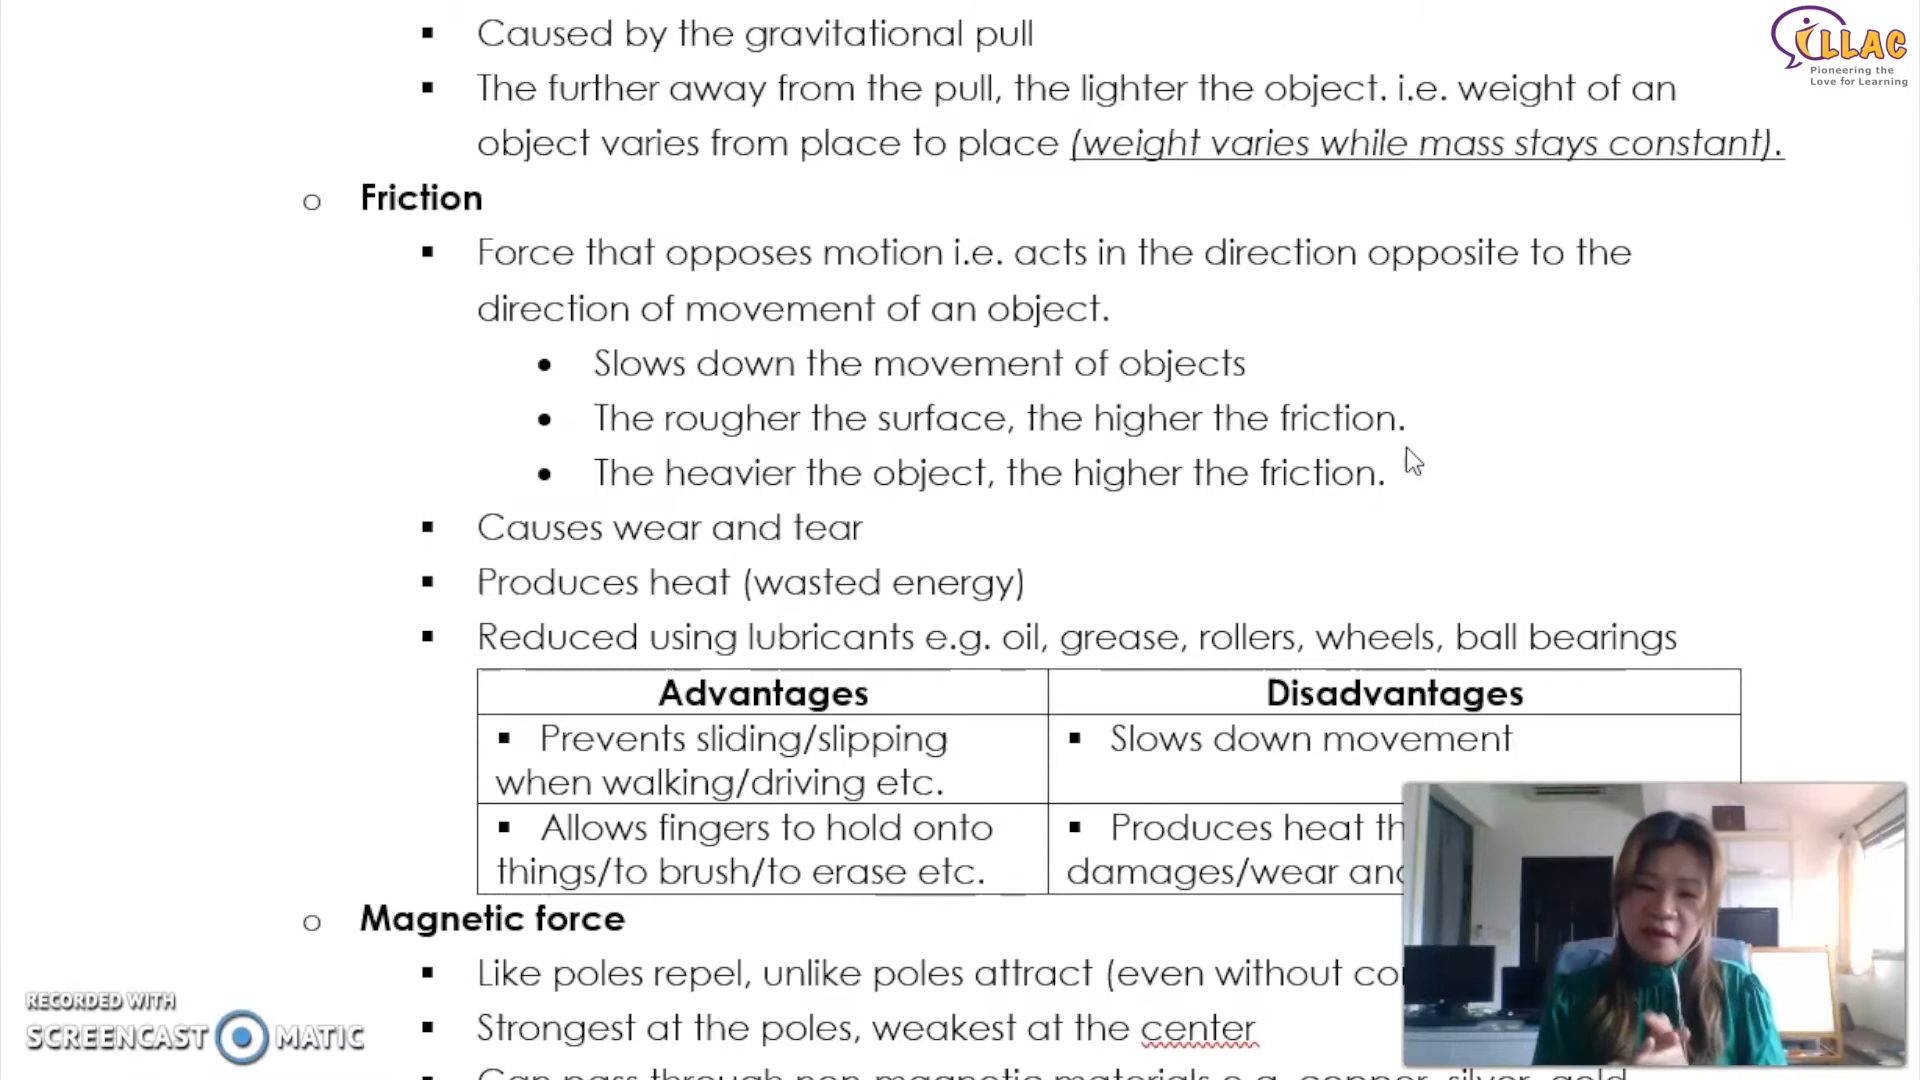 iLLAC
Pioneering the
Love for Learning
▪ Caused by the gravitational pull
▪ The further away from the pull, the lighter the object. i.e. weight of an
object varies from place to place (weight varies while mass stays constant).
o Friction
▪ Force that opposes motion i.e. acts in the direction opposite to the
direction of movement of an object.
• Slows down the movement of objects
• The rougher the surface, the higher the friction.
• The heavier the object, the higher the friction.
▪ Causes wear and tear
▪ Produces heat (wasted energy)
▪ Reduced using lubricants e.g. oil, grease, rollers, wheels, ball bearings
Advantages Disadvantages
▪ Prevents sliding/slipping
when walking/driving etc.
▪ Slows down movement
▪ Allows fingers to hold onto
things/to brush/to erase etc.
▪ Produces heat
damages/wear
o Magnetic force
▪ Like poles repel, unlike poles attract (even without
▪ Strongest at the poles, weakest at the center
RECORDED WITH
SCREENCAST MATIC